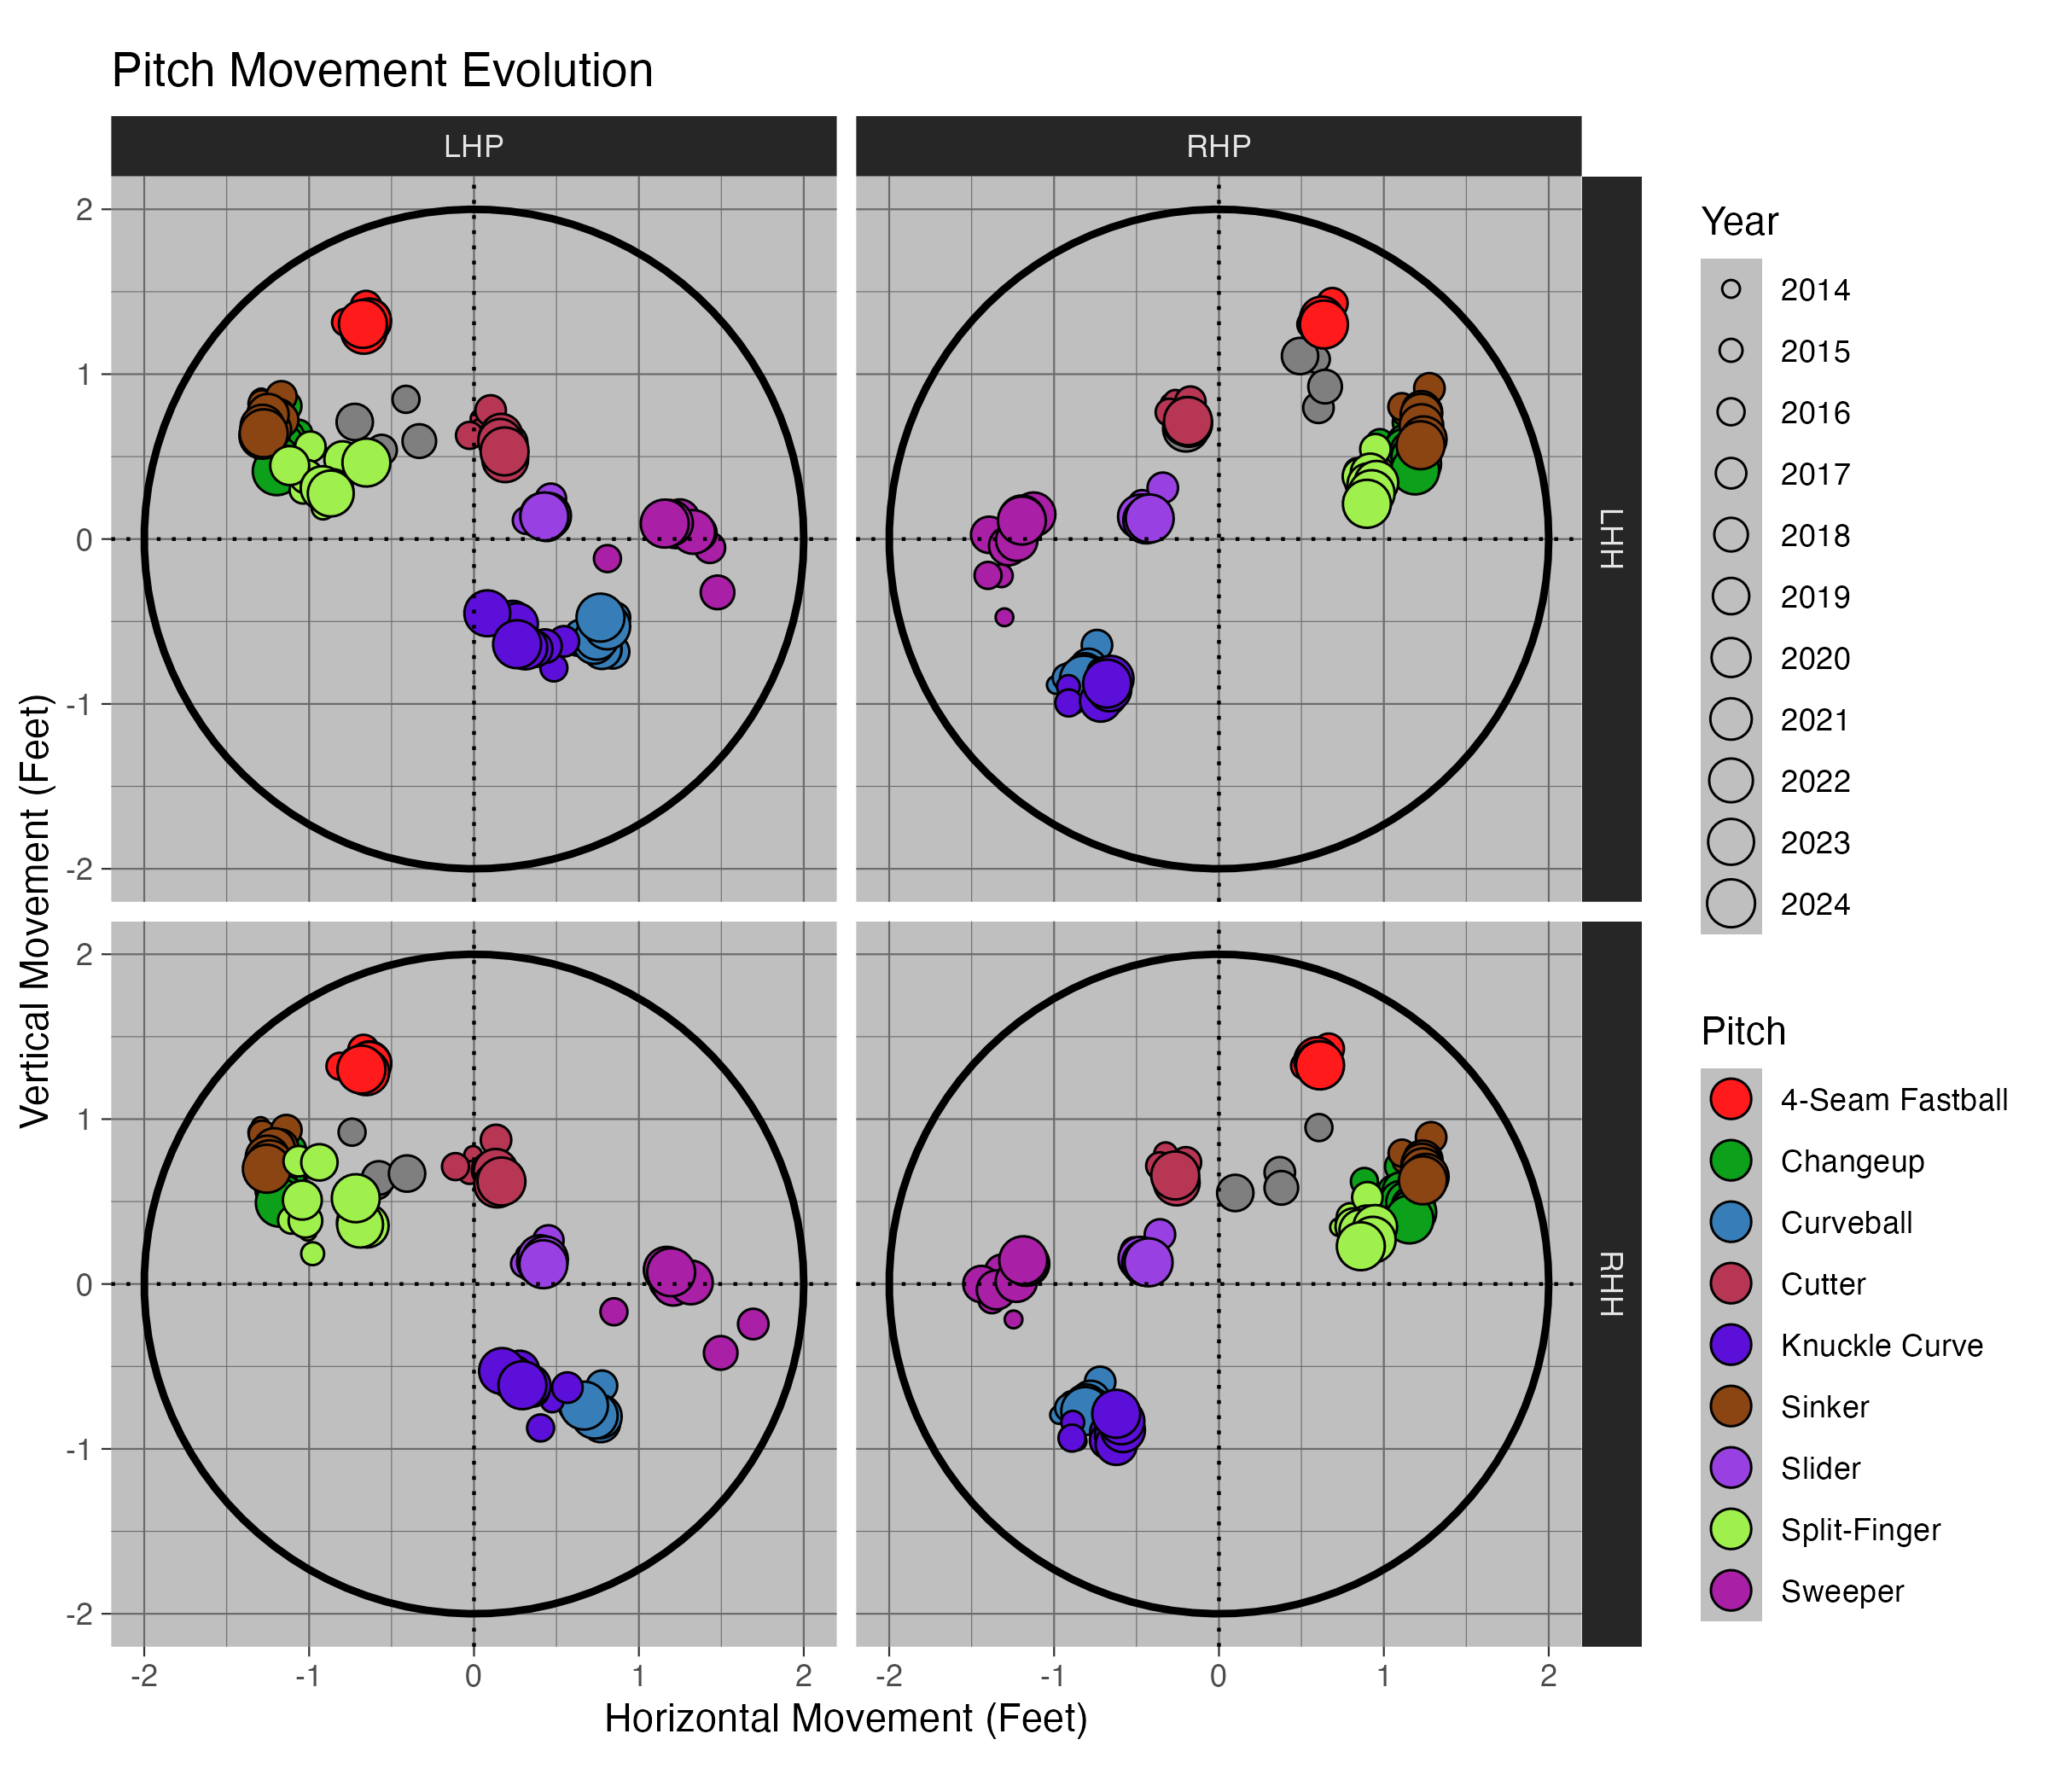 Pitch Movement Evolution
LHP
RHP
LHH
RHH
Vertical Movement (Feet)
2
1
0
-1
-2
2
1
0
-1
-2
-2
-1
0
1
2
-2
-1
0
1
2
Horizontal Movement (Feet)
Year
2014
2015
2016
2017
2018
2019
2020
2021
2022
2023
2024
Pitch
4-Seam Fastball
Changeup
Curveball
Cutter
Knuckle Curve
Sinker
Slider
Split-Finger
Sweeper